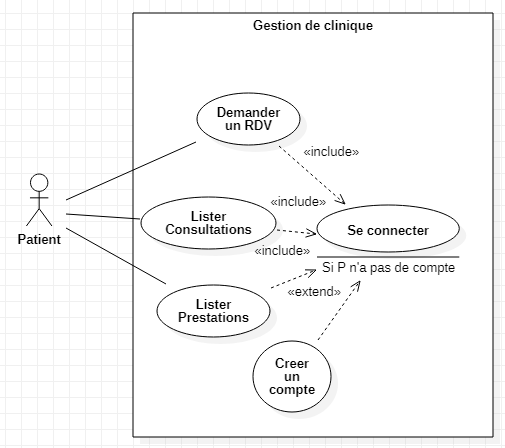 Gestion de clinique
Demander
un RDV
«include»
Patient
Lister
Consultations
«include»
Se connecter
«include»
Si P n'a pas de compte
Lister
Prestations
«extend»
Creer
un
compte